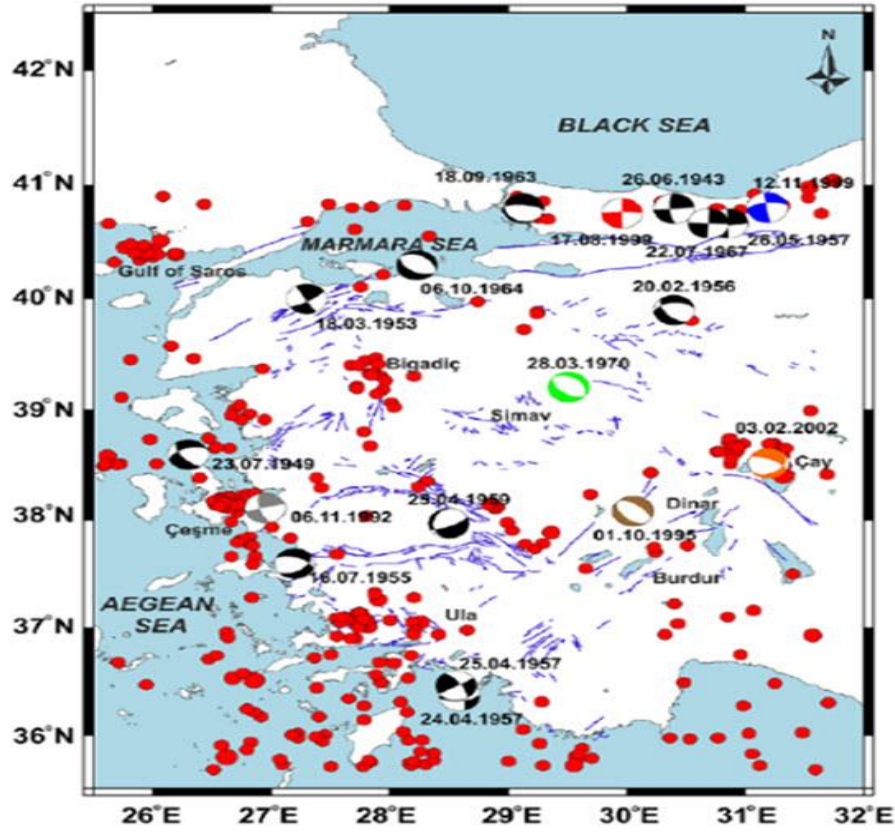 N
42°N
BLACK SEA
18.09.1963
26.06.1943
12.11.1999
41°N
17.08.1999
22.07.1967
26.05.1957
MARMARA SEA
Gulf of Saros
06.10.1964
20.02.1956
40°N
18.03.1953
Bigadiç
28.03.1970
39°N
Simav
03.02.2002
23.07.1949
Çay
25.04.1959
Dinar
38°N
06.11.1992
Çeşme
01.10.1995
16.07.1955
Burdur
AEGEAN
SEA
Ula
37°N
25.04.1957
24.04.1957
36°N
26°E 27°E 28°E 29°E 30°E 31°E 32°E